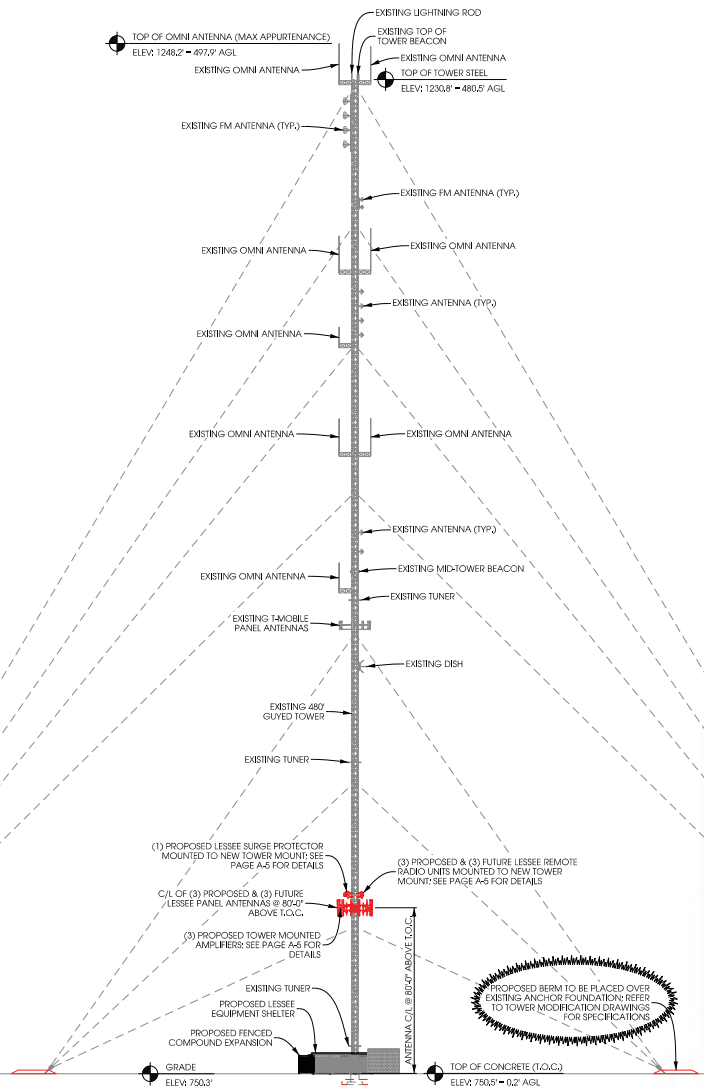 EXISTING LIGHTNING ROD
TOP OF OMNI ANTENNA (MAX APPURTENANCE)
ELEV: 1248.2' - 497.9' AGL
EXISTING TOP OF
TOWER BEACON
EXISTING OMNI ANTENNA
EXISTING OMNI ANTENNA
TOP OF TOWER STEEL
ELEV: 1230.8' - 480.5' AGL
EXISTING FM ANTENNA (TYP.)
EXISTING FM ANTENNA (TYP.)
EXISTING OMNI ANTENNA
EXISTING OMNI ANTENNA
EXISTING ANTENNA (TYP.)
EXISTING OMNI ANTENNA
EXISTING OMNI ANTENNA
EXISTING OMNI ANTENNA
EXISTING ANTENNA (TYP.)
EXISTING MID-TOWER BEACON
EXISTING OMNI ANTENNA
EXISTING TUNER
EXISTING T-MOBILE
PANEL ANTENNAS
EXISTING DISH
EXISTING 480'
GUYED TOWER
EXISTING TUNER
(1) PROPOSED LESSEE SURGE PROTECTOR
MOUNTED TO NEW TOWER MOUNT; SEE
PAGE A-5 FOR DETAILS
(3) PROPOSED & (3) FUTURE LESSEE REMOTE
RADIO UNITS MOUNTED TO NEW TOWER
MOUNT; SEE PAGE A-5 FOR DETAILS
C/L OF (3) PROPOSED & (3) FUTURE
LESSEE PANEL ANTENNAS @ 80'-0"
ABOVE T.O.C.
(3) PROPOSED TOWER MOUNTED
AMPLIFIERS; SEE PAGE A-5 FOR
DETAILS
ANTENNA C/L @ 80'-0" ABOVE T.O.C.
EXISTING TUNER
PROPOSED LESSEE
EQUIPMENT SHELTER
PROPOSED FENCED
COMPOUND EXPANSION
PROPOSED BERM TO BE PLACED OVER
EXISTING ANCHOR FOUNDATION; REFER
TO TOWER MODIFICATION DRAWINGS
FOR SPECIFICATIONS
GRADE
ELEV: 750.3'
TOP OF CONCRETE (T.O.C.)
ELEV: 750.5' - 0.2' AGL